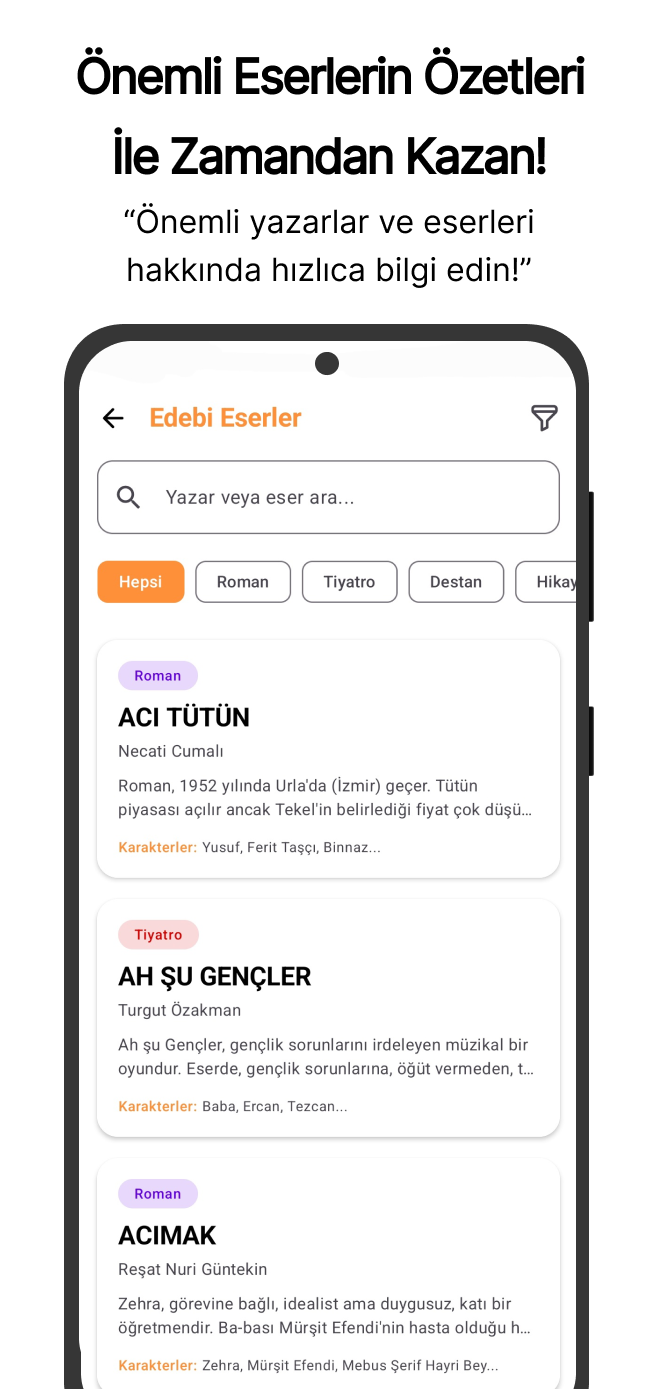 Önemli Eserlerin Özetleri
İle Zamandan Kazan!
“Önemli yazarlar ve eserleri
hakkında hızlıca bilgi edin!”
Edebi Eserler
Yazar veya eser ara...
Hepsi Roman Tiyatro Destan Hikay
Roman
ACI TÜTÜN
Necati Cumalı
Roman, 1952 yılında Urla'da (İzmir) geçer. Tütün
piyasası açılır ancak Tekel'in belirlediği fiyat çok düşü...
Karakterler: Yusuf, Ferit Taşçı, Binnaz...
Tiyatro
AH ŞU GENÇLER
Turgut Özakman
Ah şu Gençler, gençlik sorunlarını irdeleyen müzikal bir
oyundur. Eserde, gençlik sorunlarına, öğüt vermeden, t...
Karakterler: Baba, Ercan, Tezcan...
Roman
ACIMAK
Reşat Nuri Güntekin
Zehra, görevine bağlı, idealist ama duygusuz, katı bir
öğretmendir. Ba-bası Mürşit Efendi'nin hasta olduğu h...
Karakterler: Zehra, Mürşit Efendi, Mebus Şerif Hayri Bey...